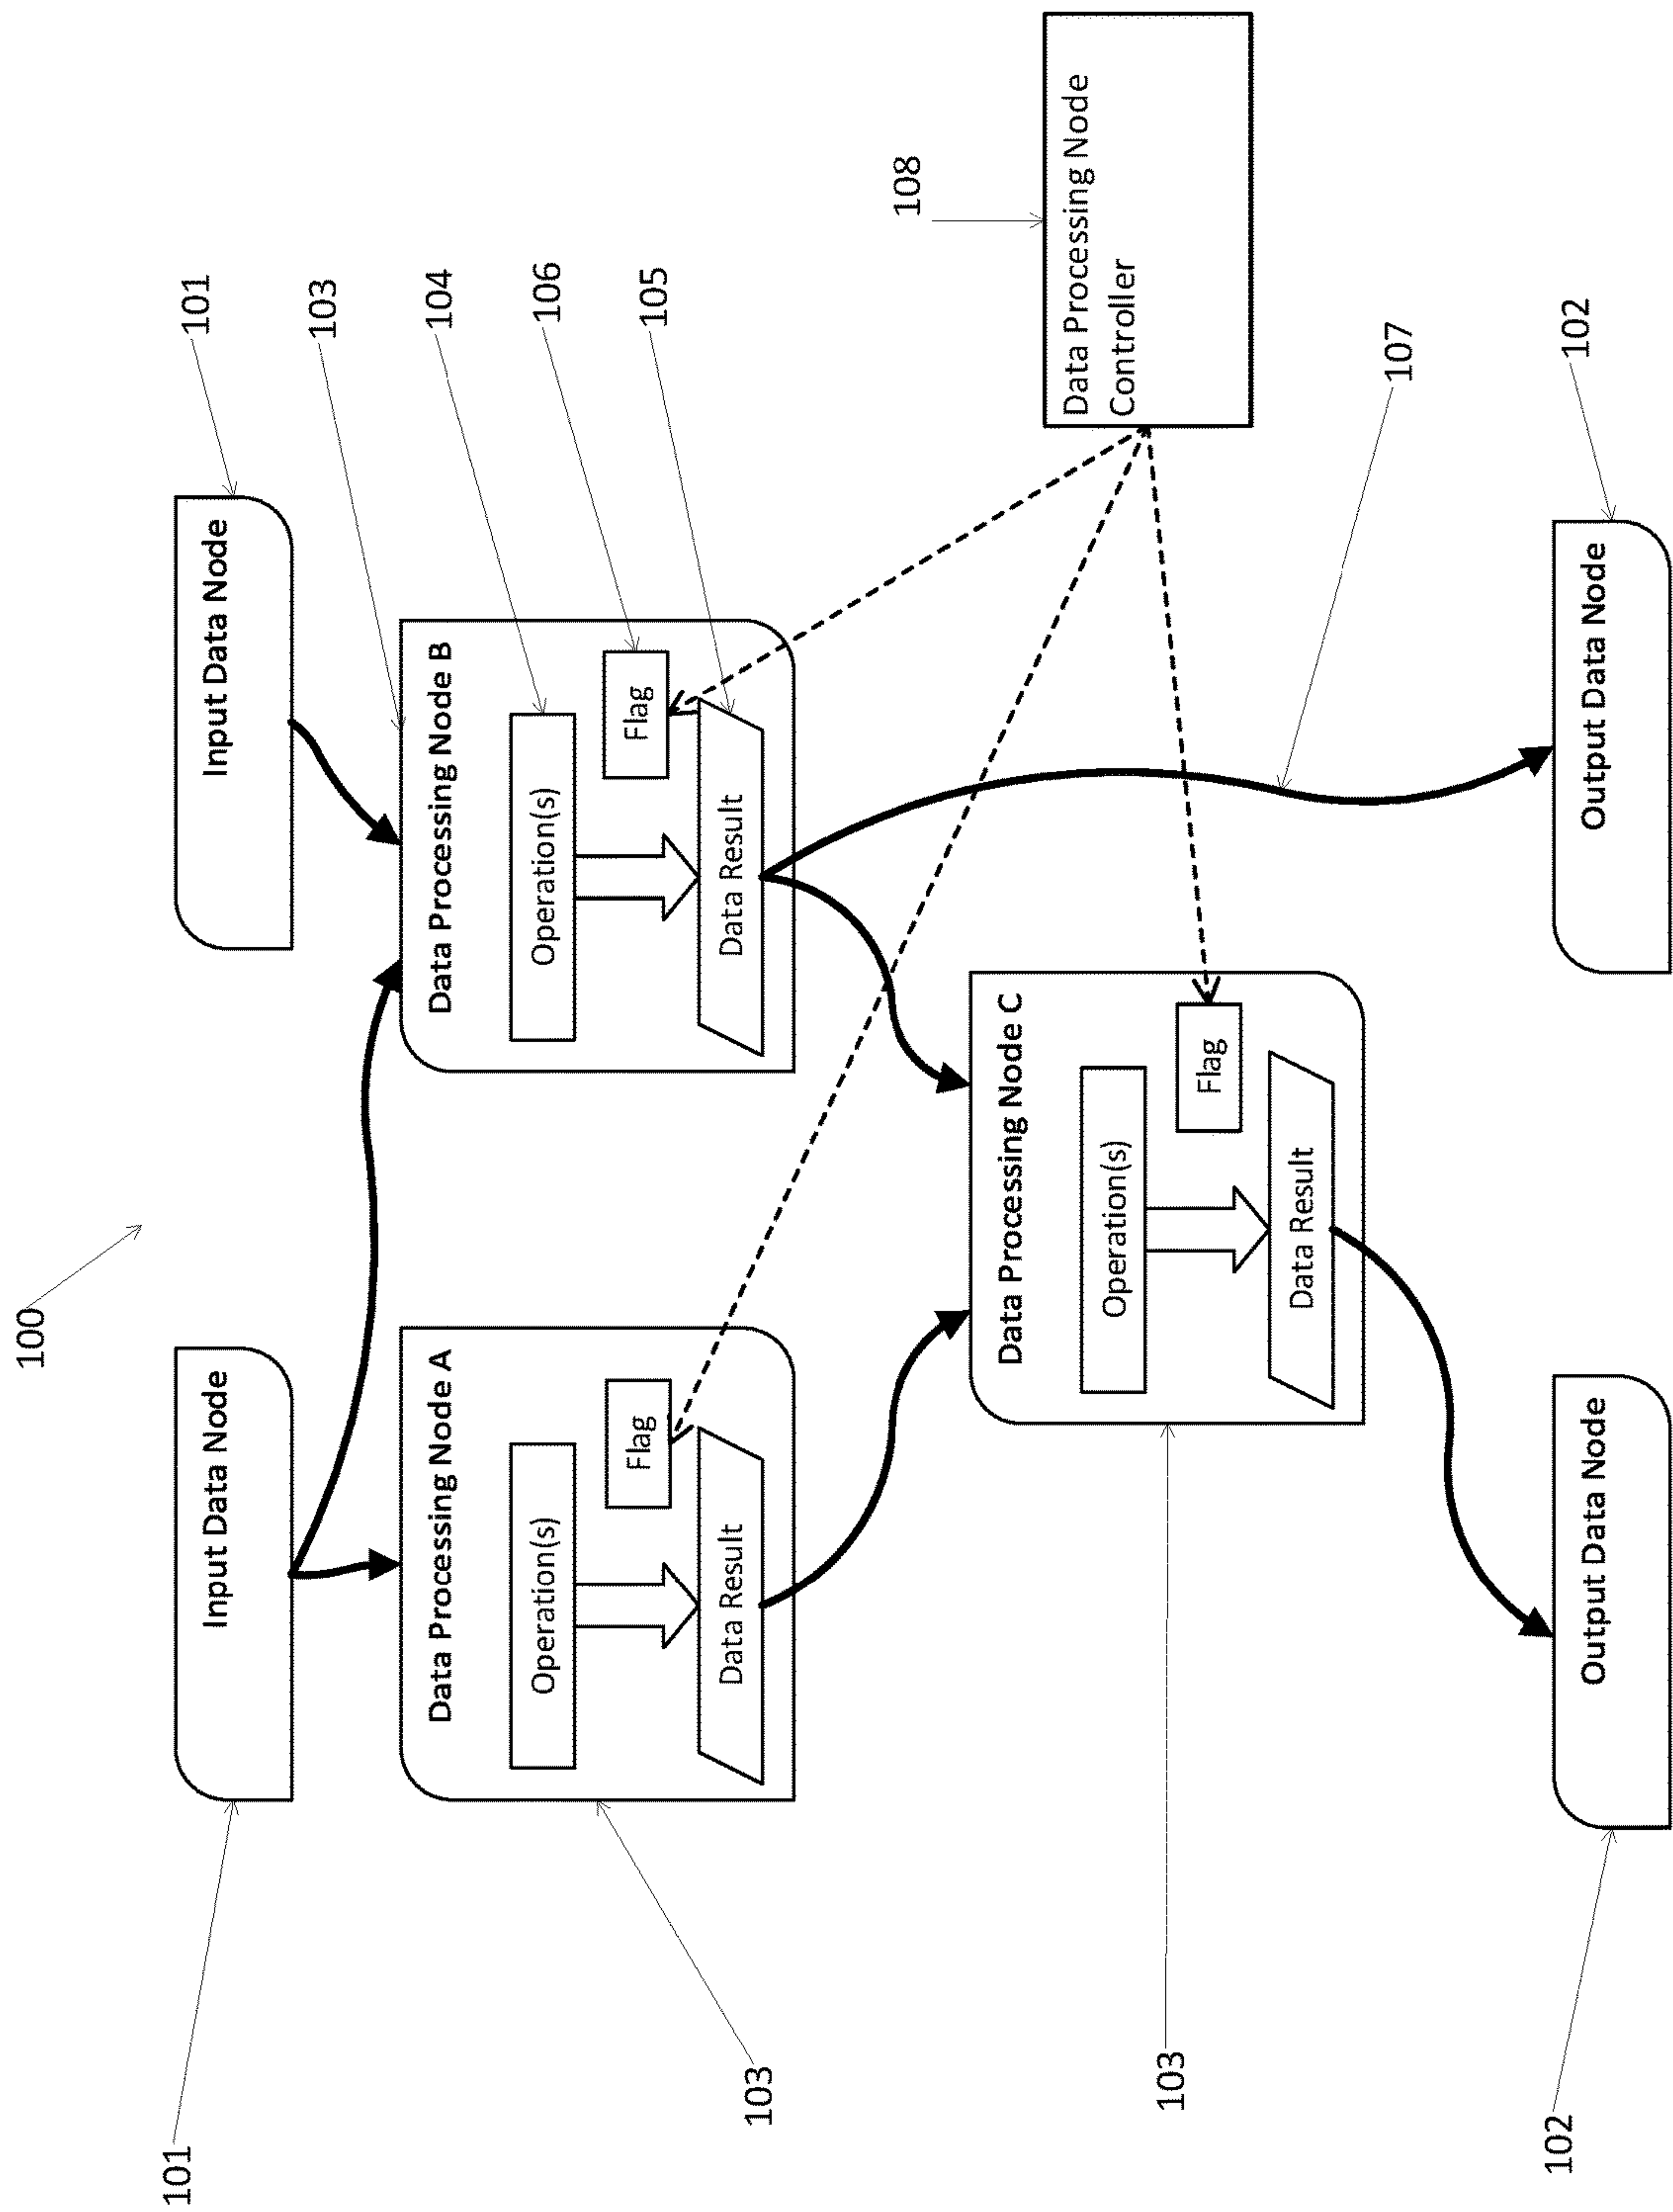 100
101
Input Data Node
Input Data Node
101
103
Data Processing Node A
Operation(s)
Flag
Data Result
103
Data Processing Node B
Operation(s)
Flag
Data Result
104
106
105
108
Data Processing Node
Controller
103
Data Processing Node C
Operation(s)
Flag
Data Result
107
102
Output Data Node
Output Data Node
102